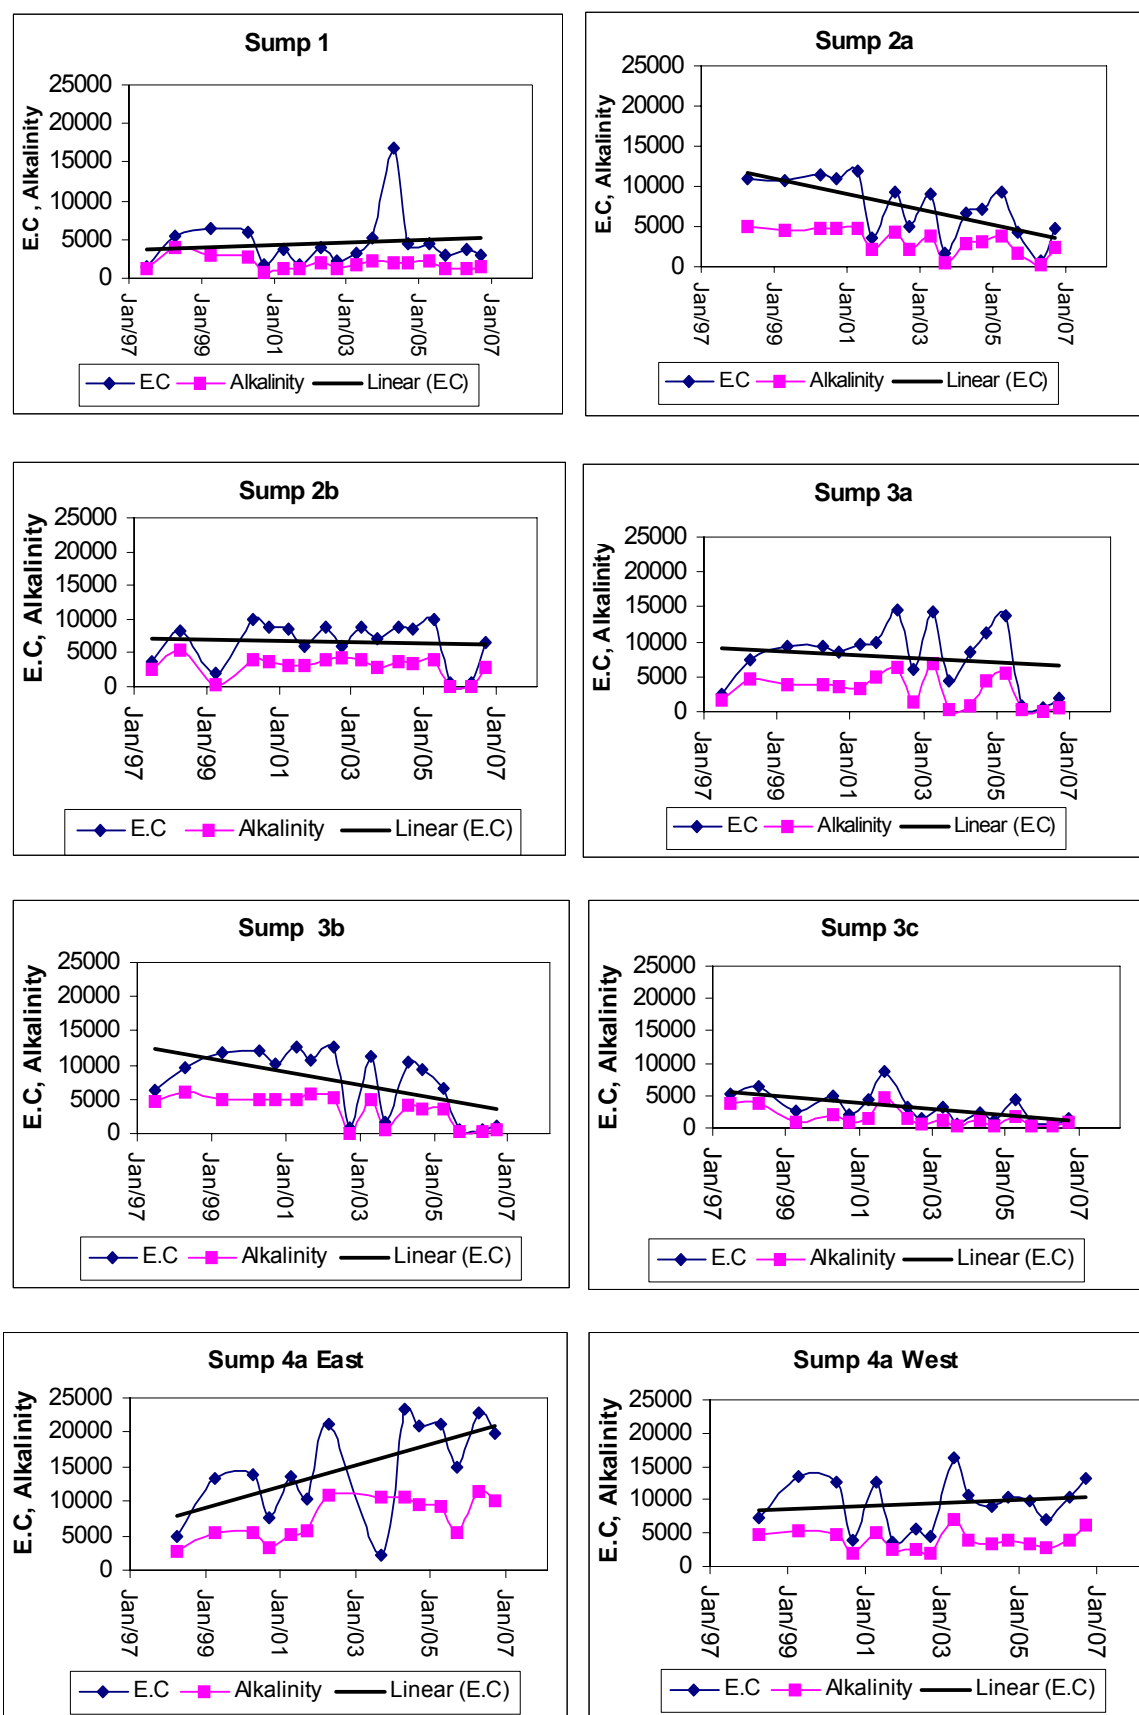 Sump 1
E.C , Alkalinity
25000
20000
15000
10000
5000
0
Jan/97
Jan/99
Jan/01
Jan/03
Jan/05
Jan/07
E.C Alkalinity Linear (E.C)
Sump 2a
E.C, Alkalinity
25000
20000
15000
10000
5000
0
Jan/97
Jan/99
Jan/01
Jan/03
Jan/05
Jan/07
E.C Alkalinity Linear (E.C)
Sump 2b
E.C, Alkalinity
25000
20000
15000
10000
5000
0
Jan/97
Jan/99
Jan/01
Jan/03
Jan/05
Jan/07
E.C Alkalinity Linear (E.C)
Sump 3a
E.C, Alkalinity
25000
20000
15000
10000
5000
0
Jan/97
Jan/99
Jan/01
Jan/03
Jan/05
Jan/07
E.C Alkalinity Linear (E.C)
Sump 3b
E.C, Alkalinity
25000
20000
15000
10000
5000
0
Jan/97
Jan/99
Jan/01
Jan/03
Jan/05
Jan/07
E.C Alkalinity Linear (E.C)
Sump 3c
E.C, Alkalinity
25000
20000
15000
10000
5000
0
Jan/97
Jan/99
Jan/01
Jan/03
Jan/05
Jan/07
E.C Alkalinity Linear (E.C)
Sump 4a East
E.C, Alkalinity
25000
20000
15000
10000
5000
0
Jan/97
Jan/99
Jan/01
Jan/03
Jan/05
Jan/07
E.C Alkalinity Linear (E.C)
Sump 4a West
E.C, Alkalinity
25000
20000
15000
10000
5000
0
Jan/97
Jan/99
Jan/01
Jan/03
Jan/05
Jan/07
E.C Alkalinity Linear (E.C)